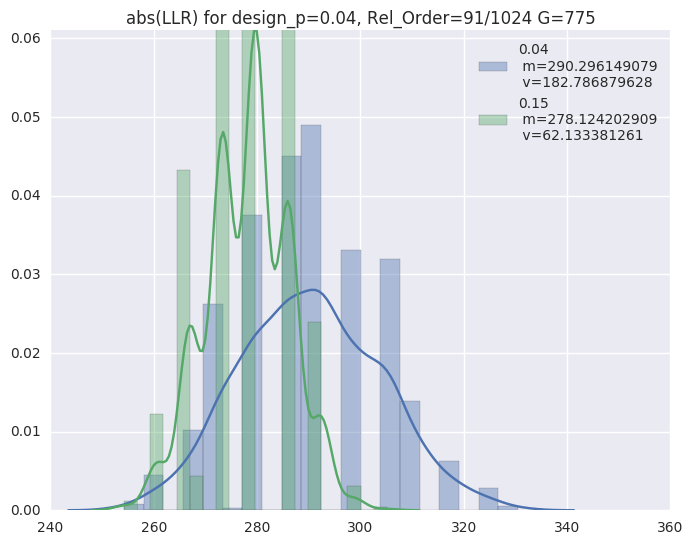 abs(LLR) for design_p=0.04, Rel_Order=91/1024 G=775
0.04
m=290.296149079
v=182.786879628
0.15
m=278.124202909
v=62.133381261
0.06
0.05
0.04
0.03
0.02
0.01
0.00
240 260 280 300 320 340 360